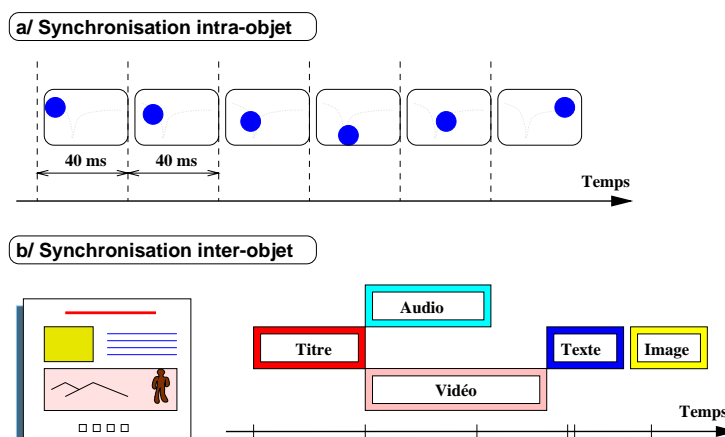 a/ Synchronisation intra-objet
40 ms 40 ms
Temps
b/ Synchronisation inter-objet
Audio
Titre Texte Image
Vidéo
Temps